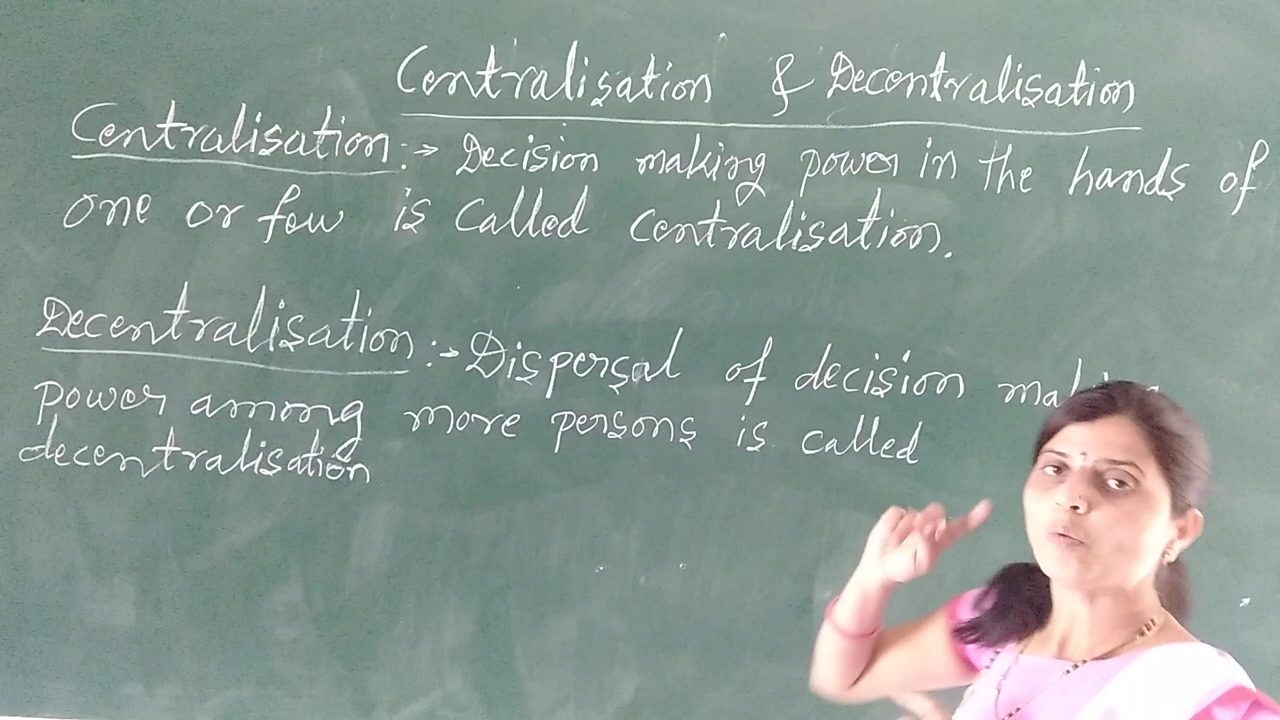 Centralisation & Decentralisation
Centralisation :→ Decision making power in the hands of
one or few is called centralisation.
Decentralisation :→ Dispersal of decision
power among more persons is called
decentralisation